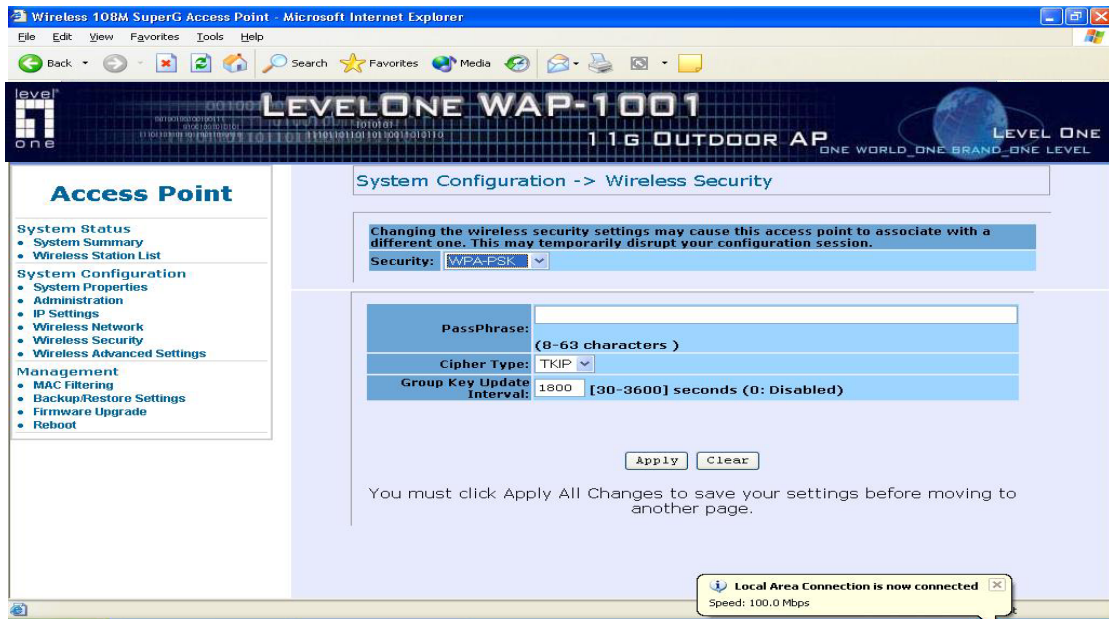 Wireless 108M SuperG Access Point - Microsoft Internet Explorer
File Edit View Favorites Tools Help
Back Search Favorites Media
level
one
LEVELONE WAP-1001
11G OUTDOOR AP
LEVEL ONE
ONE WORLD_ONE BRAND_ONE LEVEL
Access Point
System Status
System Summary
Wireless Station List
System Configuration
System Properties
Administration
IP Settings
Wireless Network
Wireless Security
Wireless Advanced Settings
Management
MAC Filtering
Backup/Restore Settings
Firmware Upgrade
Reboot
System Configuration -> Wireless Security
Changing the wireless security settings may cause this access point to associate with a
different one. This may temporarily disrupt your configuration session.
Security: WPA-PSK
PassPhrase:
(8-63 characters )
Cipher Type: TKIP
Group Key Update
Interval: 1800 [30-3600] seconds (0: Disabled)
Apply Clear
You must click Apply All Changes to save your settings before moving to
another page.
Local Area Connection is now connected
Speed: 100.0 Mbps